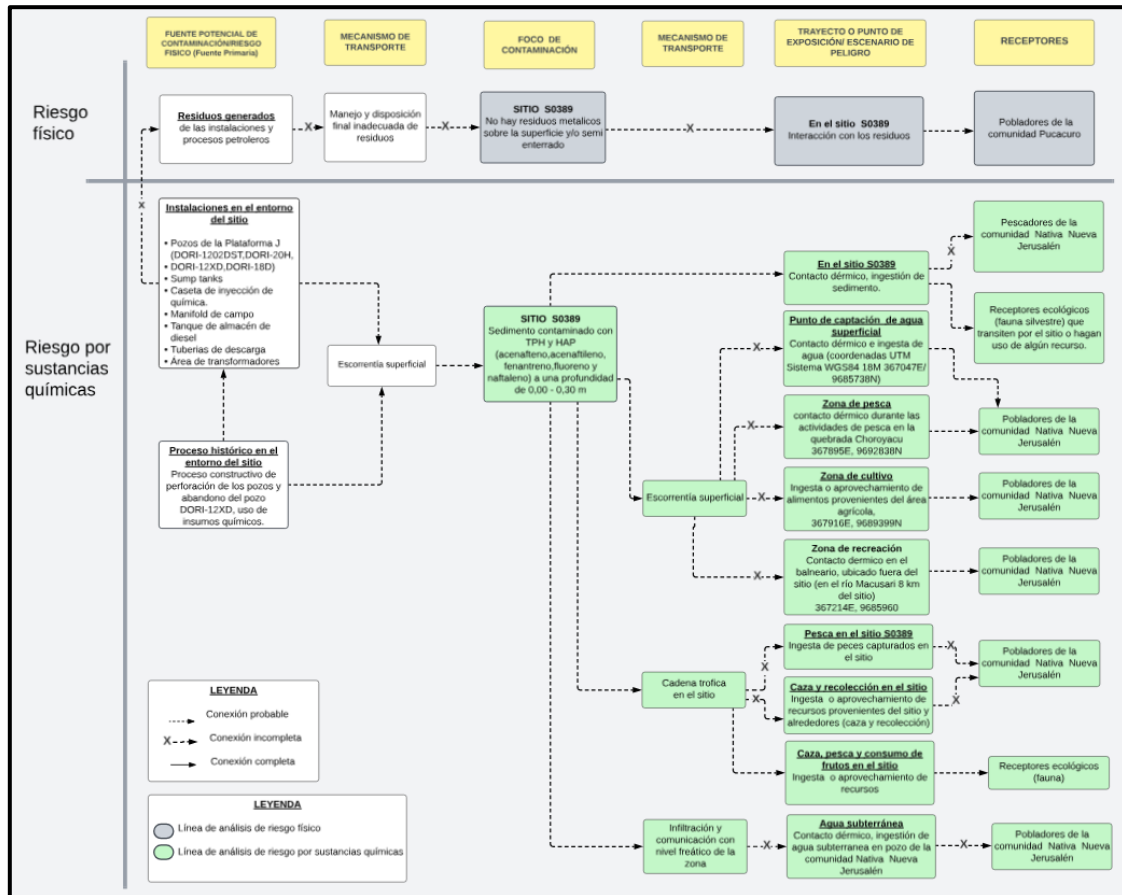 FUENTE POTENCIAL DE
CONTAMINACIÓN/RIESGO
FISICO (Fuente Primaria)
MECANISMO DE
TRANSPORTE
FOCO DE
CONTAMINACIÓN
MECANISMO DE
TRANSPORTE
TRAYECTO O PUNTO DE
EXPOSICIÓN/ ESCENARIO DE
PELIGRO
RECEPTORES
Riesgo
físico
Residuos generados
de las instalaciones y
procesos petroleros
X
Manejo y disposición
final inadecuada de
residuos
X
SITIO S0389
No hay residuos metalicos
sobre la superficie y/o semi
enterrado
X
En el sitio S0389
Interacción con los residuos
Pobladores de la
comunidad Pucacuro
X
Riesgo por
sustancias
químicas
Instalaciones en el entorno
del sitio
• Pozos de la Plataforma J
(DORI-1202DST,DORI-20H,
• DORI-12XD,DORI-18D)
• Sump tanks
• Caseta de inyección de
química.
• Manifold de campo
• Tanque de almacén de
diesel
• Tuberias de descarga
• Área de transformadores
Proceso histórico en el
entorno del sitio
Proceso constructivo de
perforación de los pozos y
abandono del pozo
DORI-12XD, uso de
insumos químicos.
Escorrentía superficial
SITIO S0389
Sedimento contaminado con
TPH y HAP
(acenafteno,acenaftileno,
fenantreno,fluoreno y
naftaleno) a una profundidad
de 0,00 - 0,30 m
En el sitio S0389
Contacto dérmico, ingestión de
sedimento.
X
Pescadores de la
comunidad Nativa Nueva
Jerusalén
X
Receptores ecológicos
(fauna silvestre) que
transiten por el sitio o hagan
uso de algún recurso.
Escorrentía superficial
X
Punto de captación de agua
superficial
Contacto dérmico e ingesta de
agua (coordenadas UTM
Sistema WGS84 18M 367047E/
9685738N)
X
Zona de pesca
contacto dérmico durante las
actividades de pesca en la
quebrada Choroyacu
367895E, 9692838N
Pobladores de la
comunidad Nativa Nueva
Jerusalén
X
Zona de cultivo
Ingesta o aprovechamiento de
alimentos provenientes del área
agrícola,
367916E, 9689399N
Pobladores de la
comunidad Nativa Nueva
Jerusalén
X
Zona de recreación
Contacto dermico en el
balneario, ubicado fuera del
sitio (en el río Macusari 8 km
del sitio)
367214E, 9685960
Pobladores de la
comunidad Nativa Nueva
Jerusalén
Cadena trofica
en el sitio
X
Pesca en el sitio S0389
Ingesta de peces capturados en
el sitio
X
Pobladores de la
comunidad Nativa Nueva
Jerusalén
X
Caza y recolección en el sitio
Ingesta o aprovechamiento de
recursos provenientes del sitio y
alrededores (caza y recolección)
X
Caza, pesca y consumo de
frutos en el sitio
Ingesta o aprovechamiento de
recursos
Receptores ecológicos
(fauna)
Infiltración y
comunicación con
nivel freático de la
zona
X
Agua subterránea
Contacto dérmico, ingestión de
agua subterranea en pozo de la
comunidad Nativa Nueva
Jerusalén
X
Pobladores de la
comunidad Nativa Nueva
Jerusalén
LEYENDA
Conexión probable
X Conexión incompleta
Conexión completa
LEYENDA
Línea de análisis de riesgo físico
Línea de análisis de riesgo por sustancias químicas